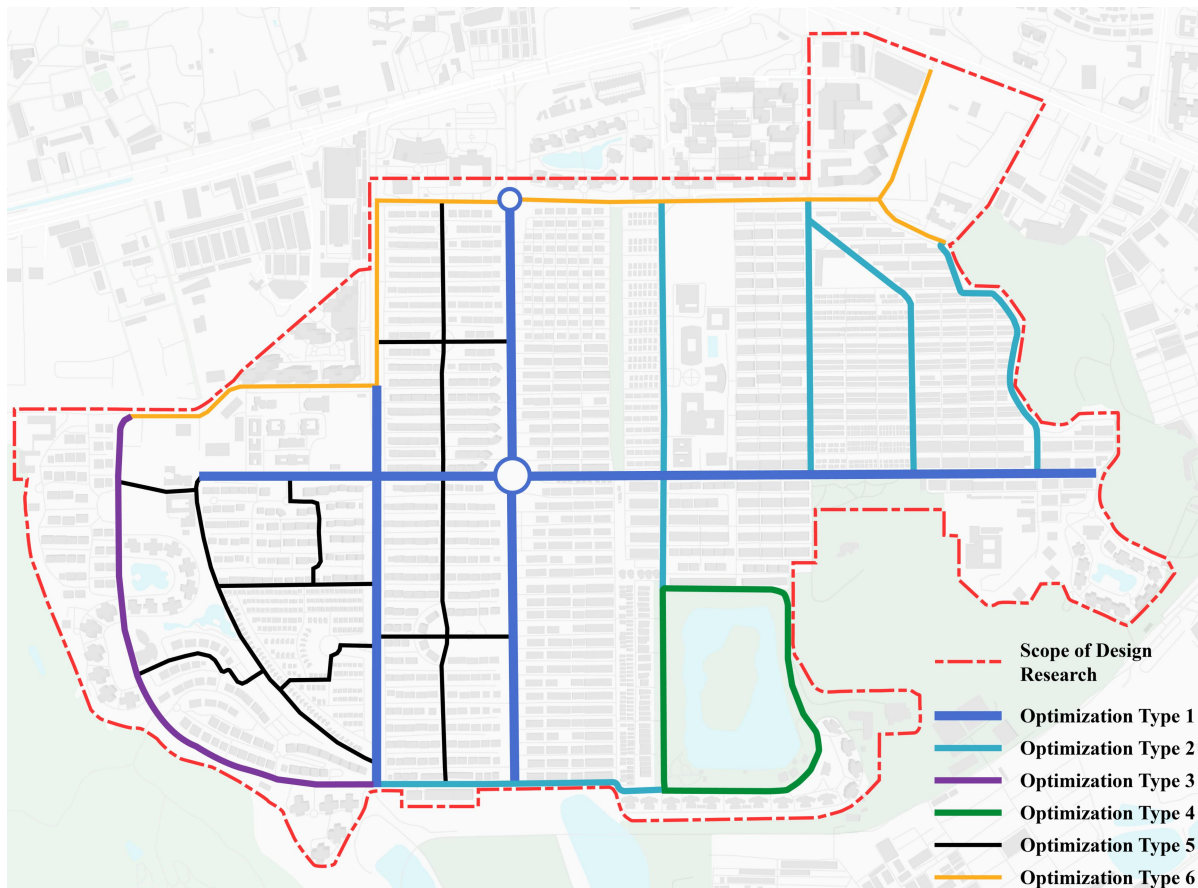 Scope of Design
Research
Optimization Type 1
Optimization Type 2
Optimization Type 3
Optimization Type 4
Optimization Type 5
Optimization Type 6